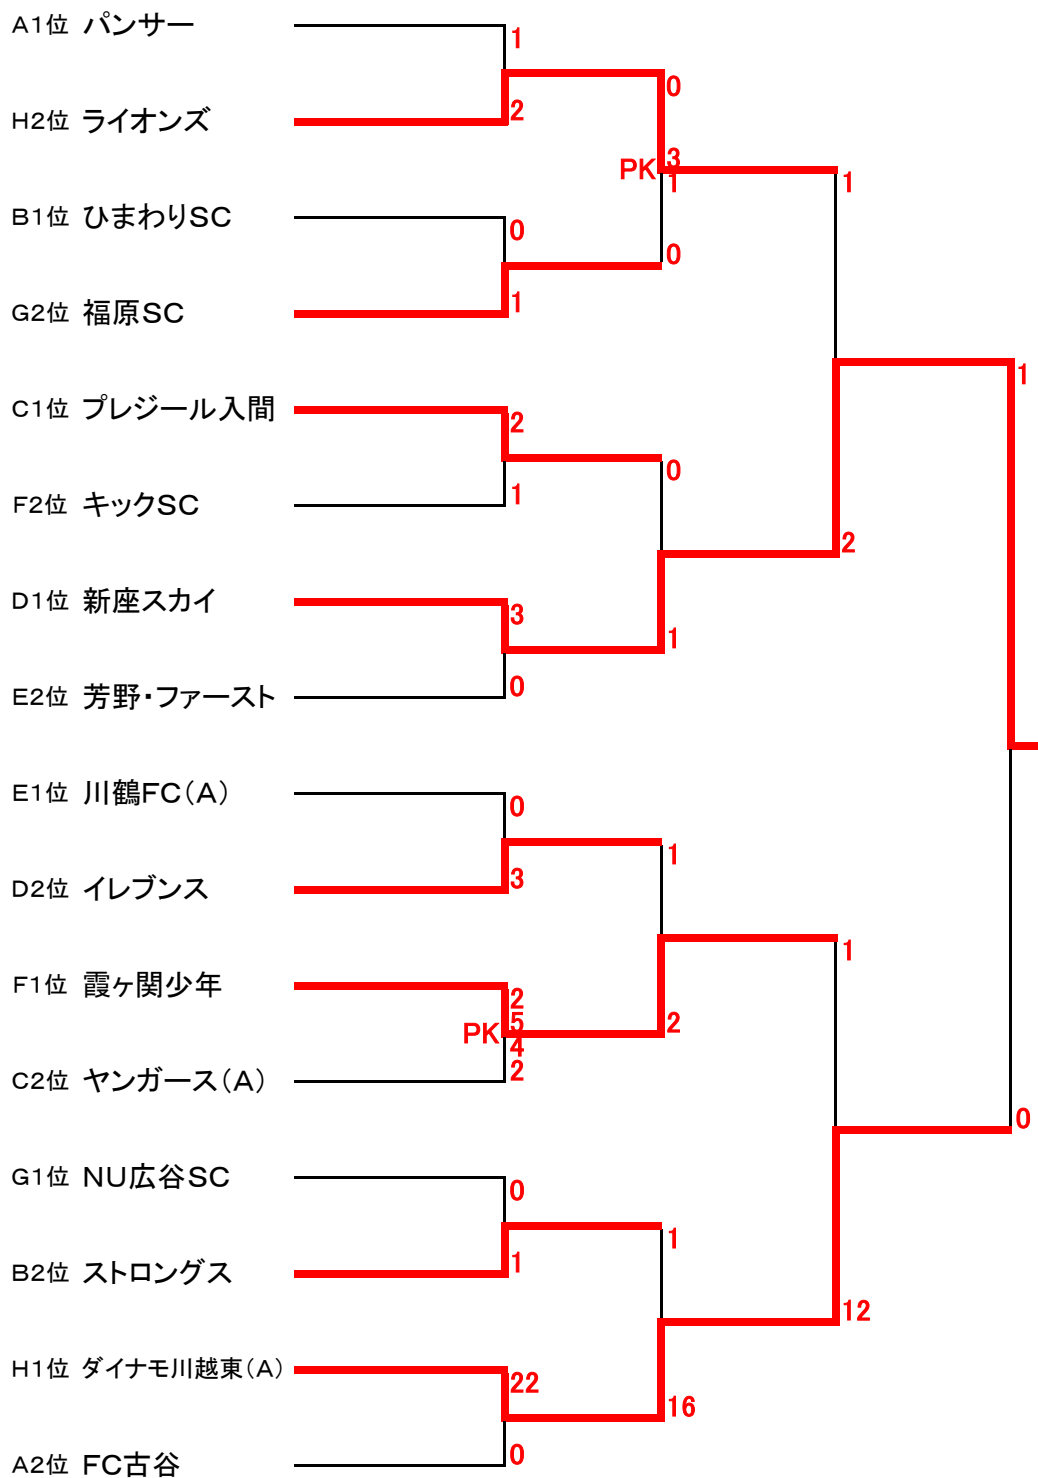 A1位 パンサー
1
0
2
H2位 ライオンズ
3
PK
1
1
B1位 ひまわりSC
0
0
1
G2位 福原SC
1
C1位 プレジール入間
2
0
1
F2位 キックSC
2
D1位 新座スカイ
3
1
0
E2位 芳野・ファースト
E1位 川鶴FC(A)
0
1
3
D2位 イレブンス
1
F1位 霞ヶ関少年
2
5
2
PK
4
2
C2位 ヤンガース(A)
0
G1位 NU広谷SC
0
1
1
B2位 ストロングス
12
H1位 ダイナモ川越東(A)
22
16
0
A2位 FC古谷